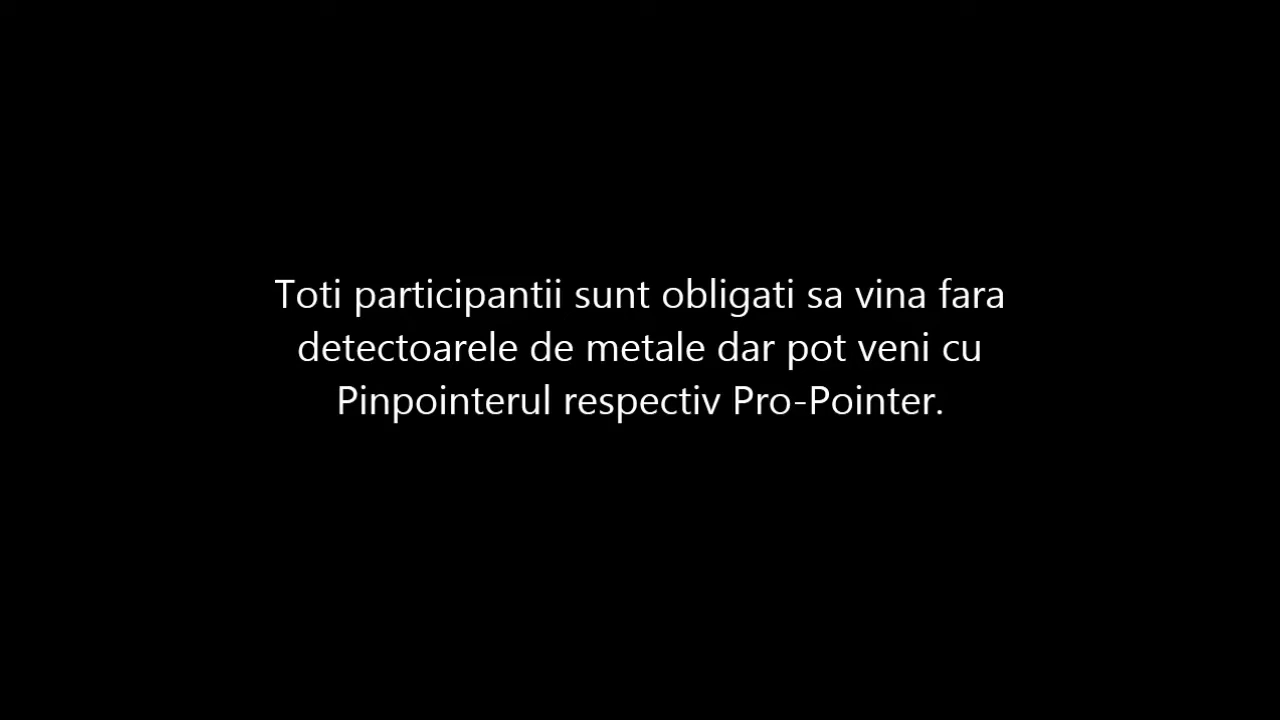 Toti participantii sunt obligati sa vina fara
detectoarele de metale dar pot veni cu
Pinpointerul respectiv Pro-Pointer.